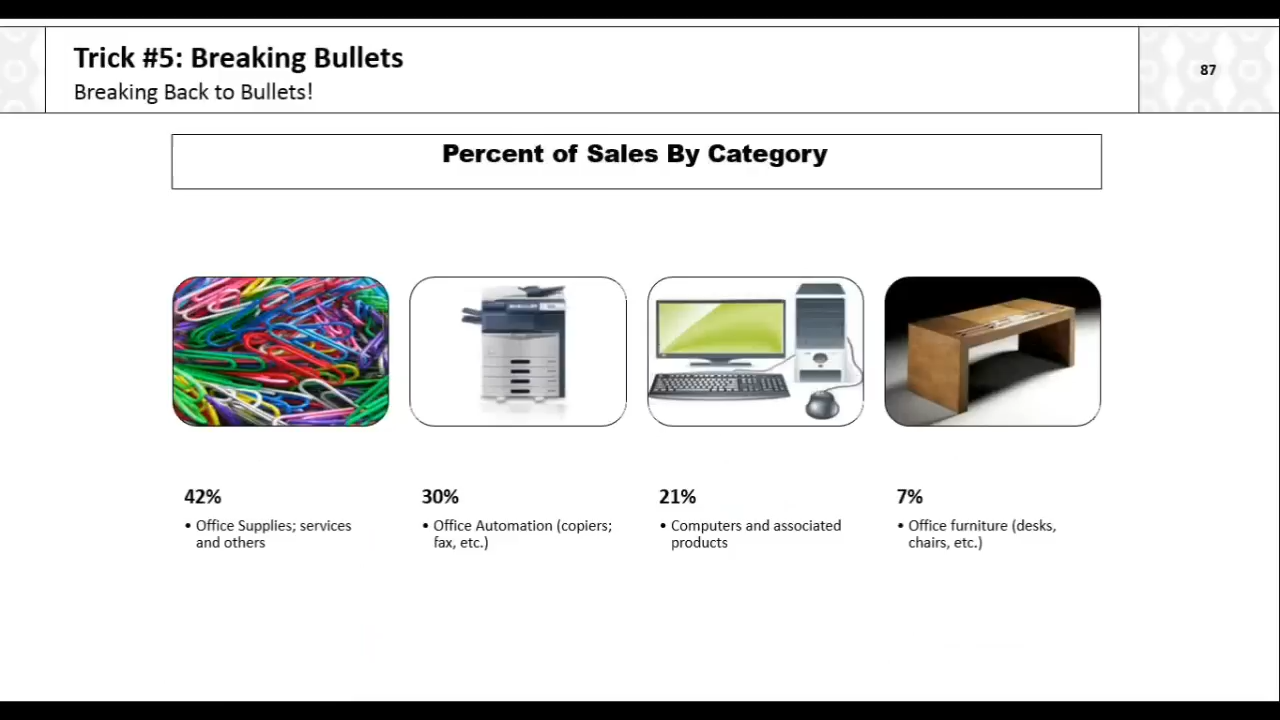 Trick #5: Breaking Bullets
Breaking Back to Bullets!
87
Percent of Sales By Category
42%
• Office Supplies; services
and others
30%
• Office Automation (copiers;
fax, etc.)
21%
• Computers and associated
products
7%
• Office furniture (desks,
chairs, etc.)